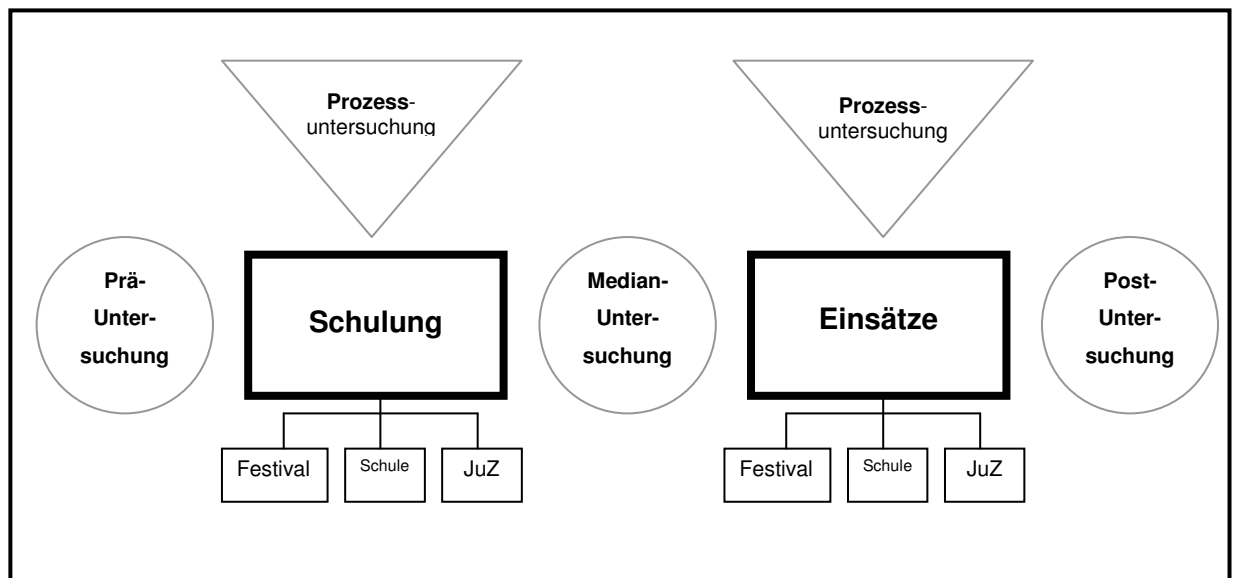 Prozess-
untersuchung
Prozess-
untersuchung
Prä-
Unter-
suchung
Schulung
Median-
Unter-
suchung
Einsätze
Post-
Unter-
suchung
Festival
Schule
JuZ
Festival
Schule
JuZ